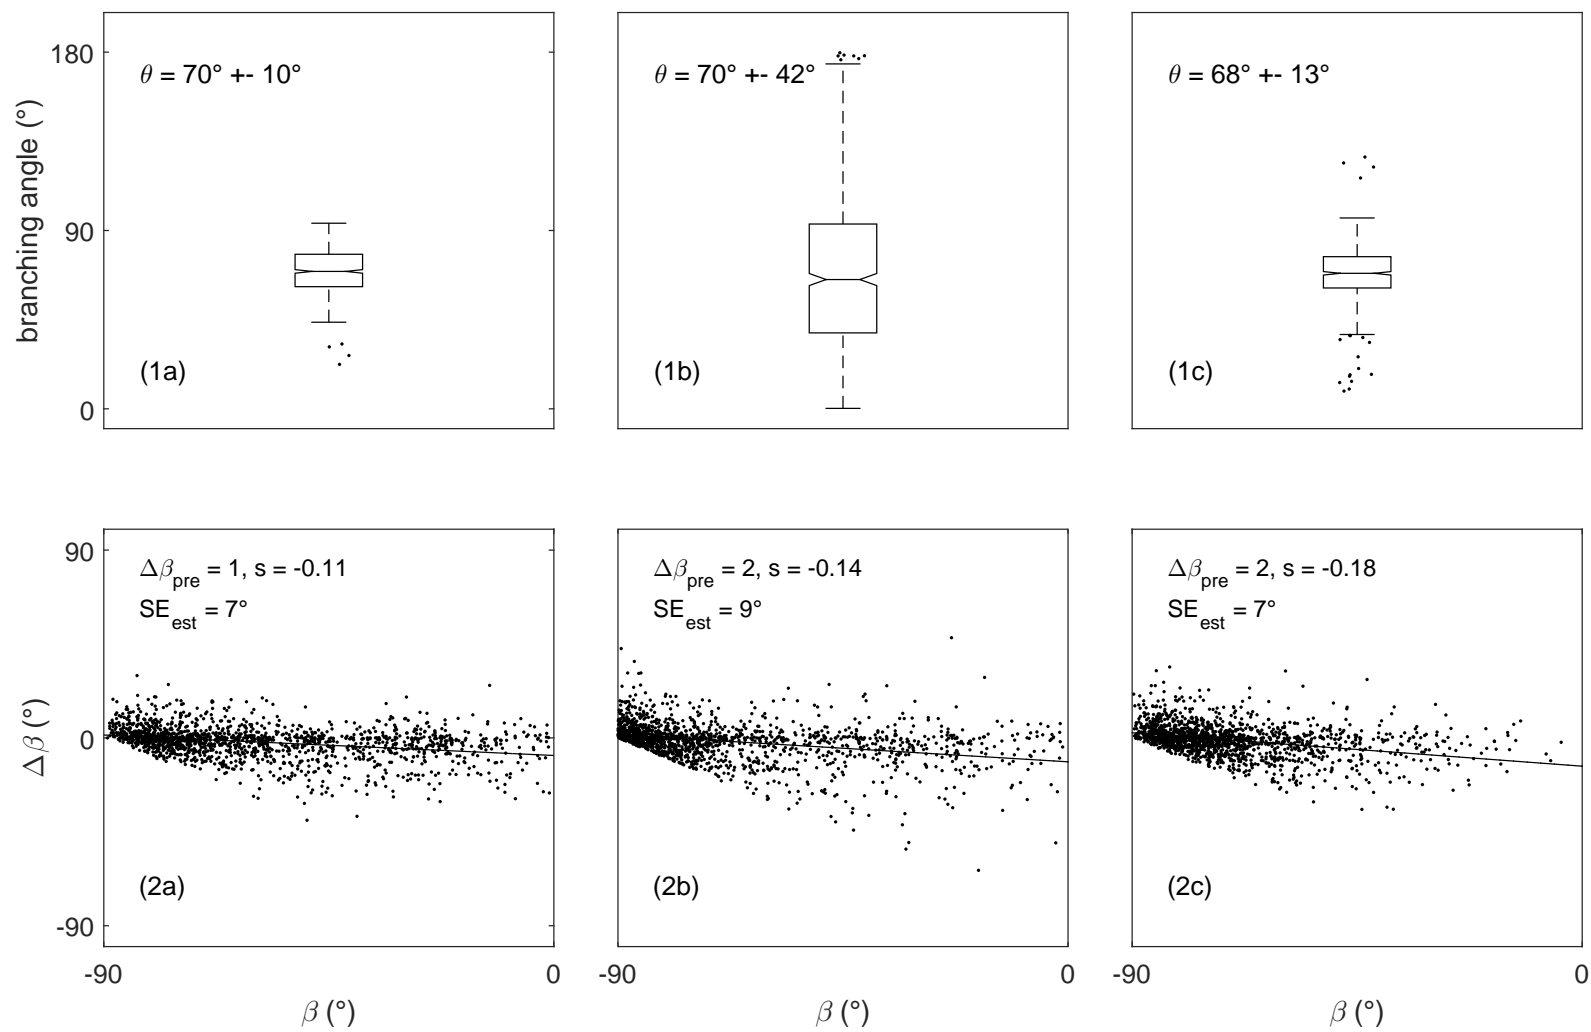 180
90
0
branching angle (°)
θ = 70° +- 10°
(1a)
θ = 70° +- 42°
(1b)
θ = 68° +- 13°
(1c)
90
0
-90
Δβ (°)
Δβpre = 1, s = -0.11
SEest = 7°
(2a)
-90
0
β (°)
Δβpre = 2, s = -0.14
SEest = 9°
(2b)
-90
0
β (°)
Δβpre = 2, s = -0.18
SEest = 7°
(2c)
-90
0
β (°)